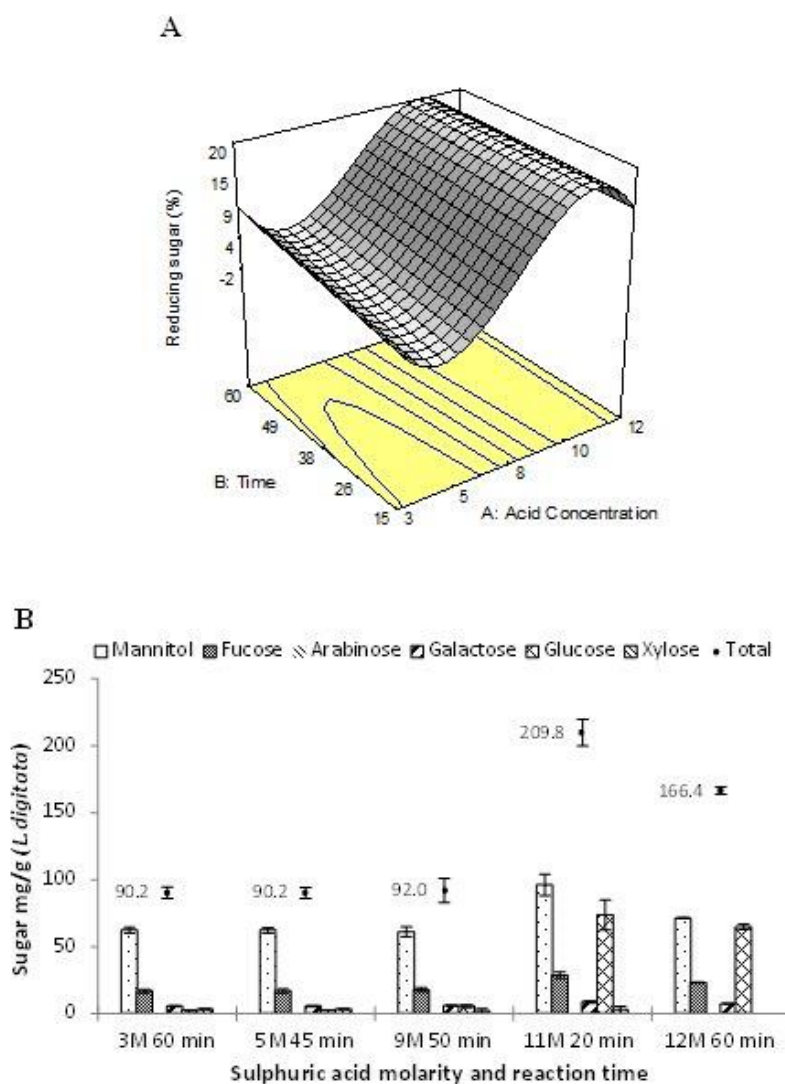 A
20
15
9
4
-2
Reducing sugar (%)
60
49
38
26
15
3
5
8
10
12
B: Time
A: Acid Concentration
B
Mannitol Fucose Arabinose Galactose Glucose Xylose Total
250
200
150
100
50
0
Sugar mg/g (L.digitata)
90.2
90.2
92.0
209.8
166.4
3M 60 min 5M 45 min 9M 50 min 11M 20 min 12M 60 min
Sulphuric acid molarity and reaction time